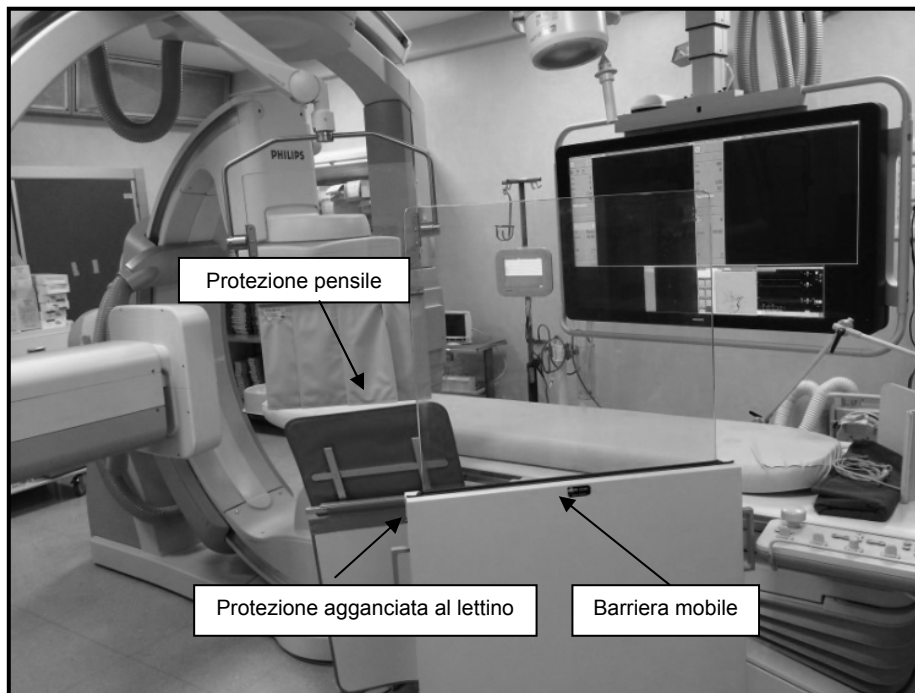 PHILIPS
Protezione pensile
Protezione agganciata al lettino
Barriera mobile